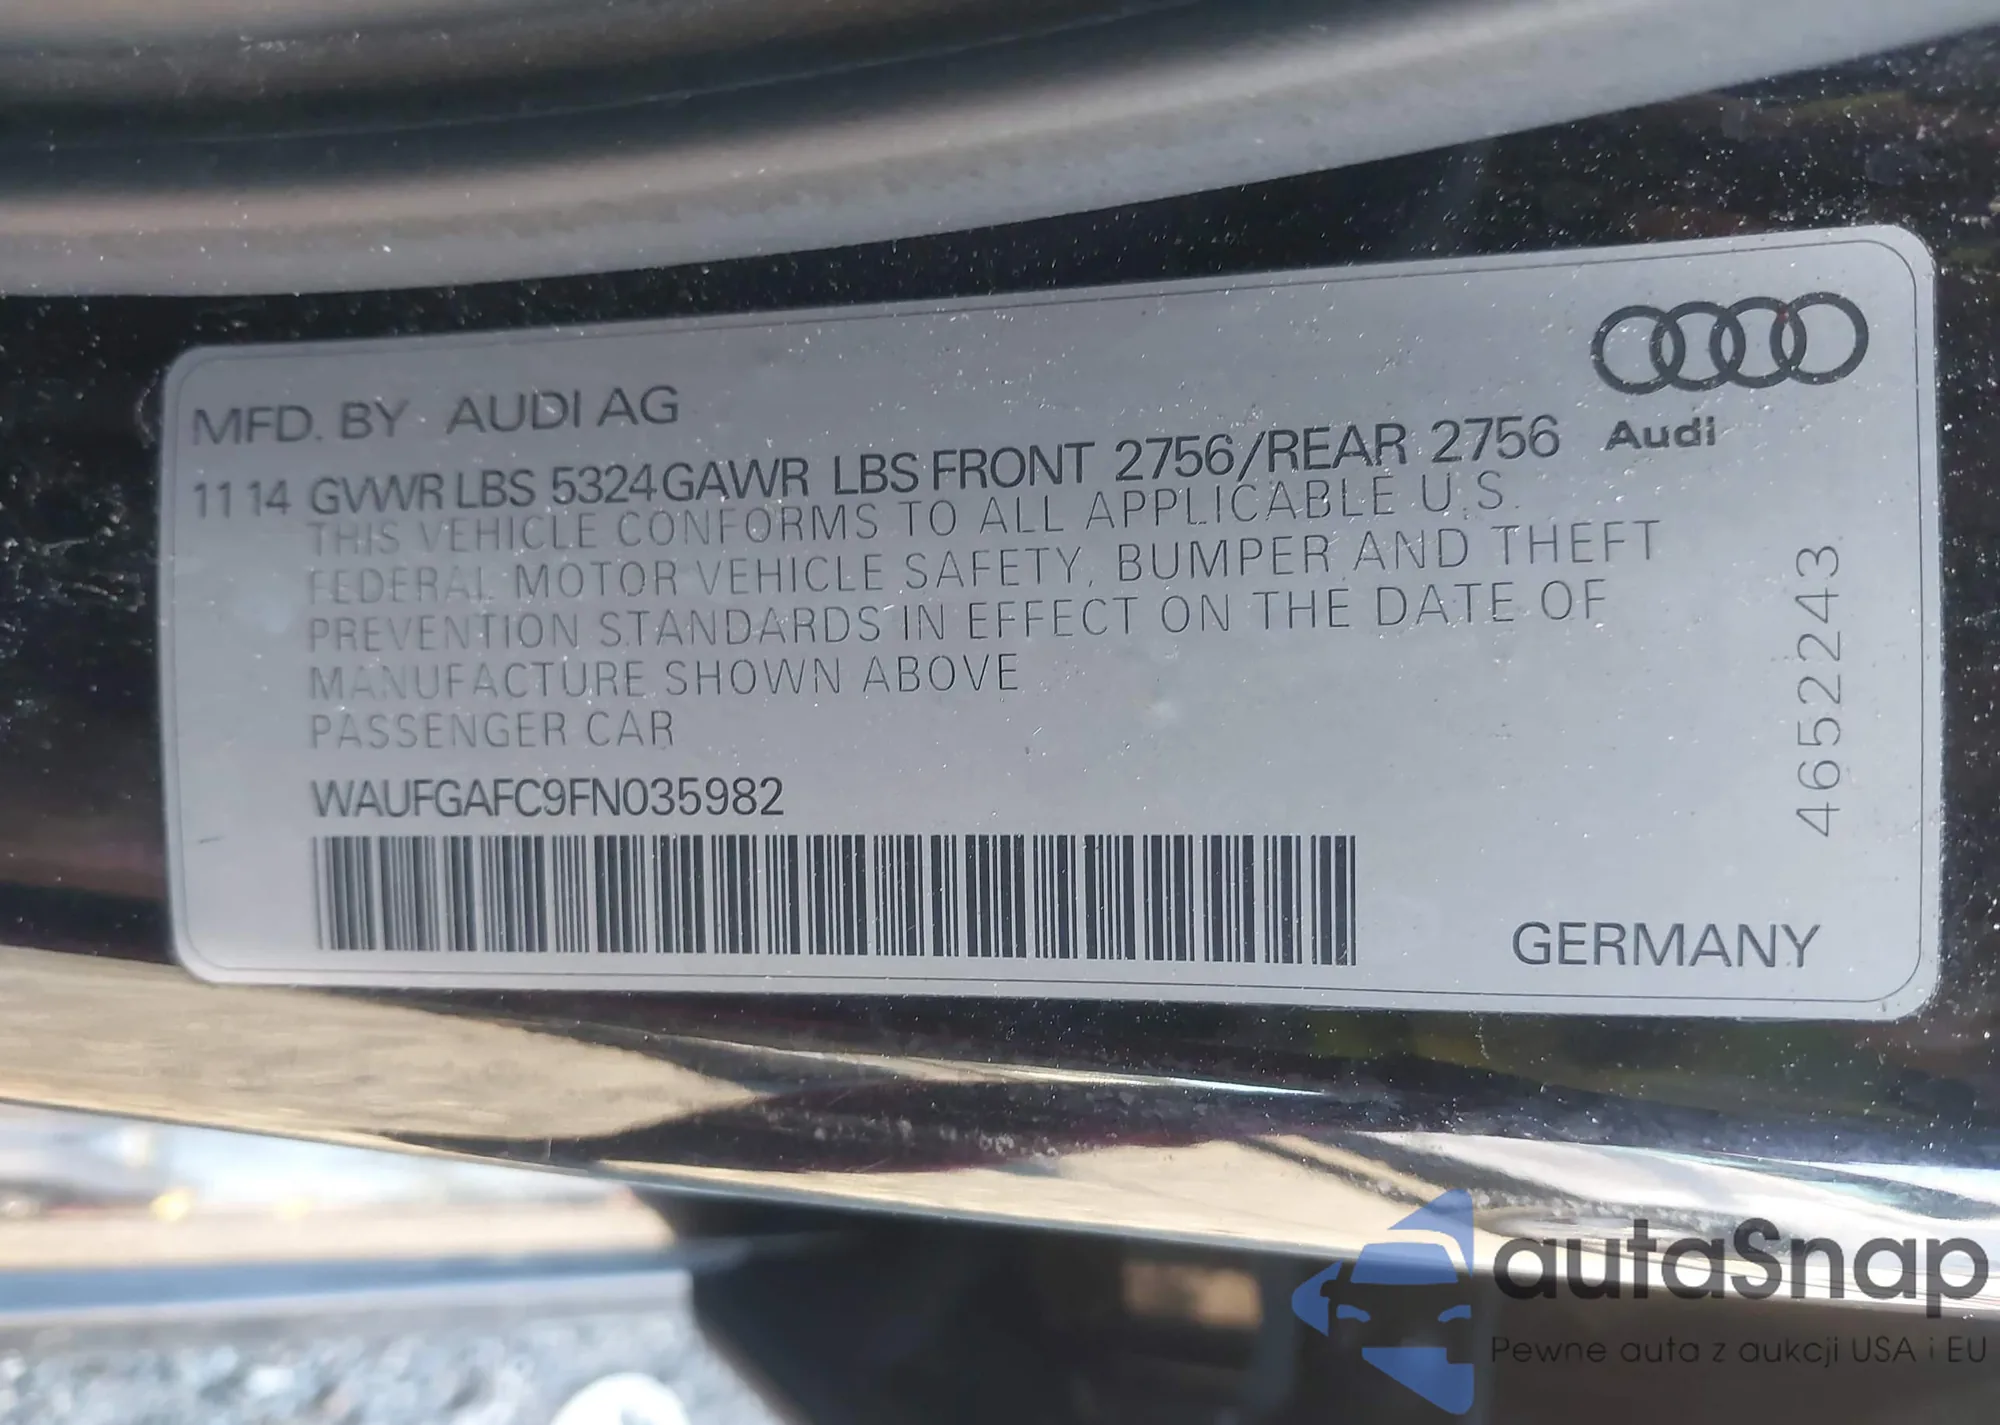 MFD. BY AUDI AG
Audi
11 14 GVWR LBS 5324 GAWR LBS FRONT 2756/REAR 2756
THIS VEHICLE CONFORMS TO ALL APPLICABLE U.S.
FEDERAL MOTOR VEHICLE SAFETY, BUMPER AND THEFT
PREVENTION STANDARDS IN EFFECT ON THE DATE OF
MANUFACTURE SHOWN ABOVE
PASSENGER CAR
WAUFGAFC9FN035982
4652243
GERMANY
autaSnap
Pewne auta z aukcji USA i EU